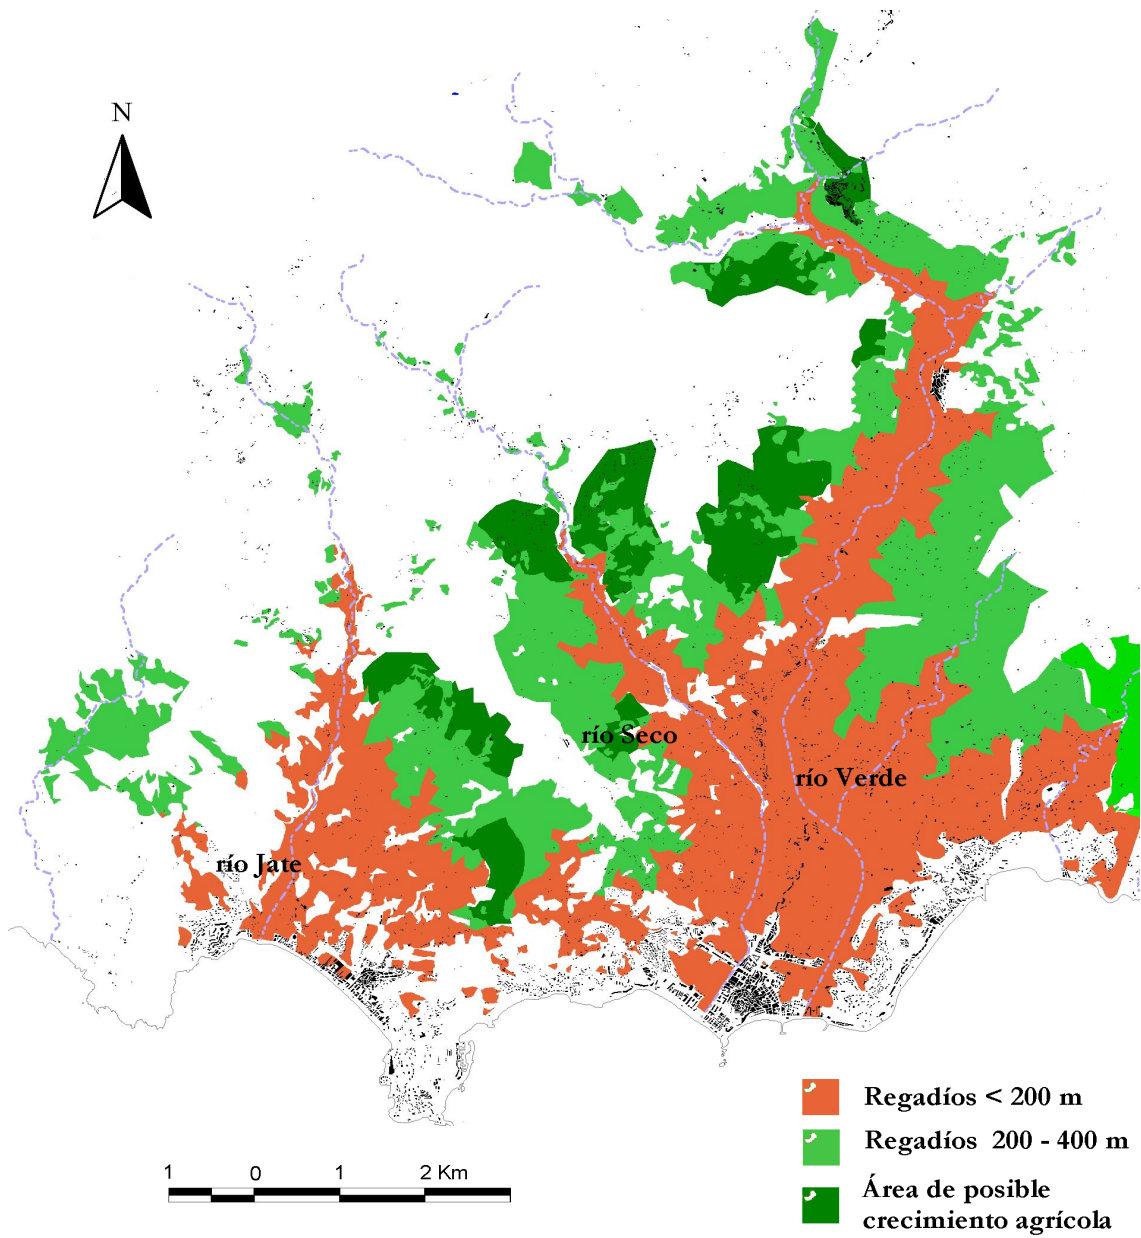 N
río Seco
río Verde
río Jate
Regadíos < 200 m
Regadíos 200 - 400 m
Área de posible
crecimiento agrícola
1 0 1 2 Km